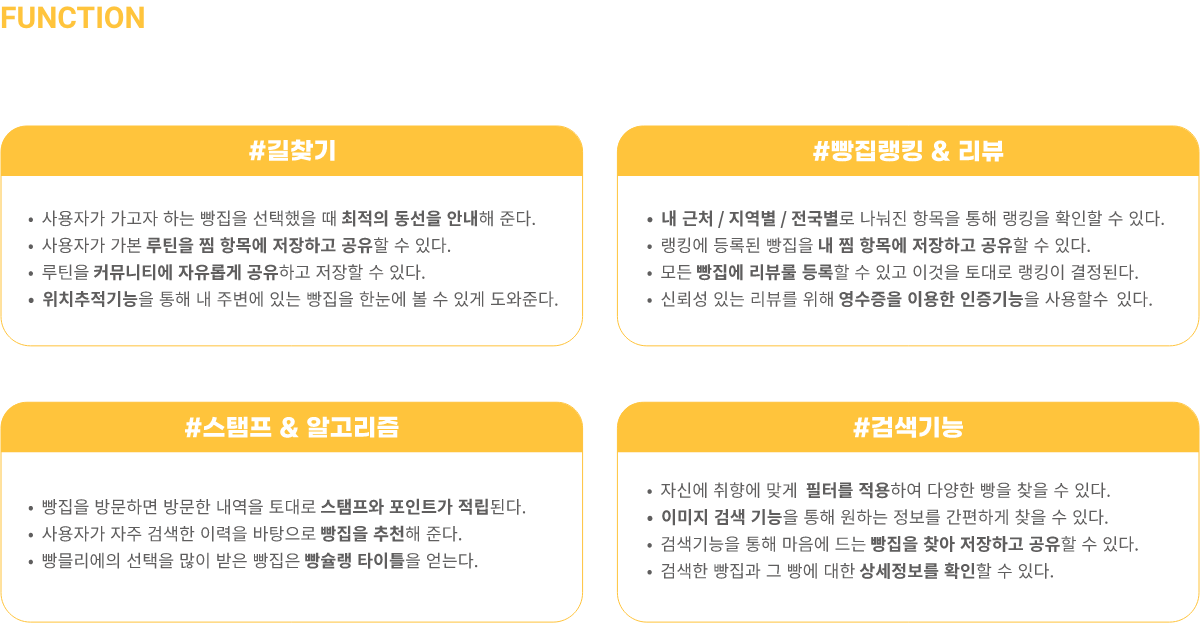 FUNCTION
#길찾기
• 사용자가 가고자 하는 빵집을 선택했을 때 최적의 동선을 안내해 준다.
• 사용자가 가본 루틴을 찜 항목에 저장하고 공유할 수 있다.
• 루틴을 커뮤니티에 자유롭게 공유하고 저장할 수 있다.
• 위치추적기능을 통해 내 주변에 있는 빵집을 한눈에 볼 수 있게 도와준다.
#빵집랭킹 & 리뷰
• 내 근처 / 지역별 / 전국별로 나눠진 항목을 통해 랭킹을 확인할 수 있다.
• 랭킹에 등록된 빵집을 내 찜 항목에 저장하고 공유할 수 있다.
• 모든 빵집에 리뷰룰 등록할 수 있고 이것을 토대로 랭킹이 결정된다.
• 신뢰성 있는 리뷰를 위해 영수증을 이용한 인증기능을 사용할수 있다.
#스탬프 & 알고리즘
• 빵집을 방문하면 방문한 내역을 토대로 스탬프와 포인트가 적립된다.
• 사용자가 자주 검색한 이력을 바탕으로 빵집을 추천해 준다.
• 빵믈리에의 선택을 많이 받은 빵집은 빵슐랭 타이틀을 얻는다.
#검색기능
• 자신에 취향에 맞게 필터를 적용하여 다양한 빵을 찾을 수 있다.
• 이미지 검색 기능을 통해 원하는 정보를 간편하게 찾을 수 있다.
• 검색기능을 통해 마음에 드는 빵집을 찾아 저장하고 공유할 수 있다.
• 검색한 빵집과 그 빵에 대한 상세정보를 확인할 수 있다.